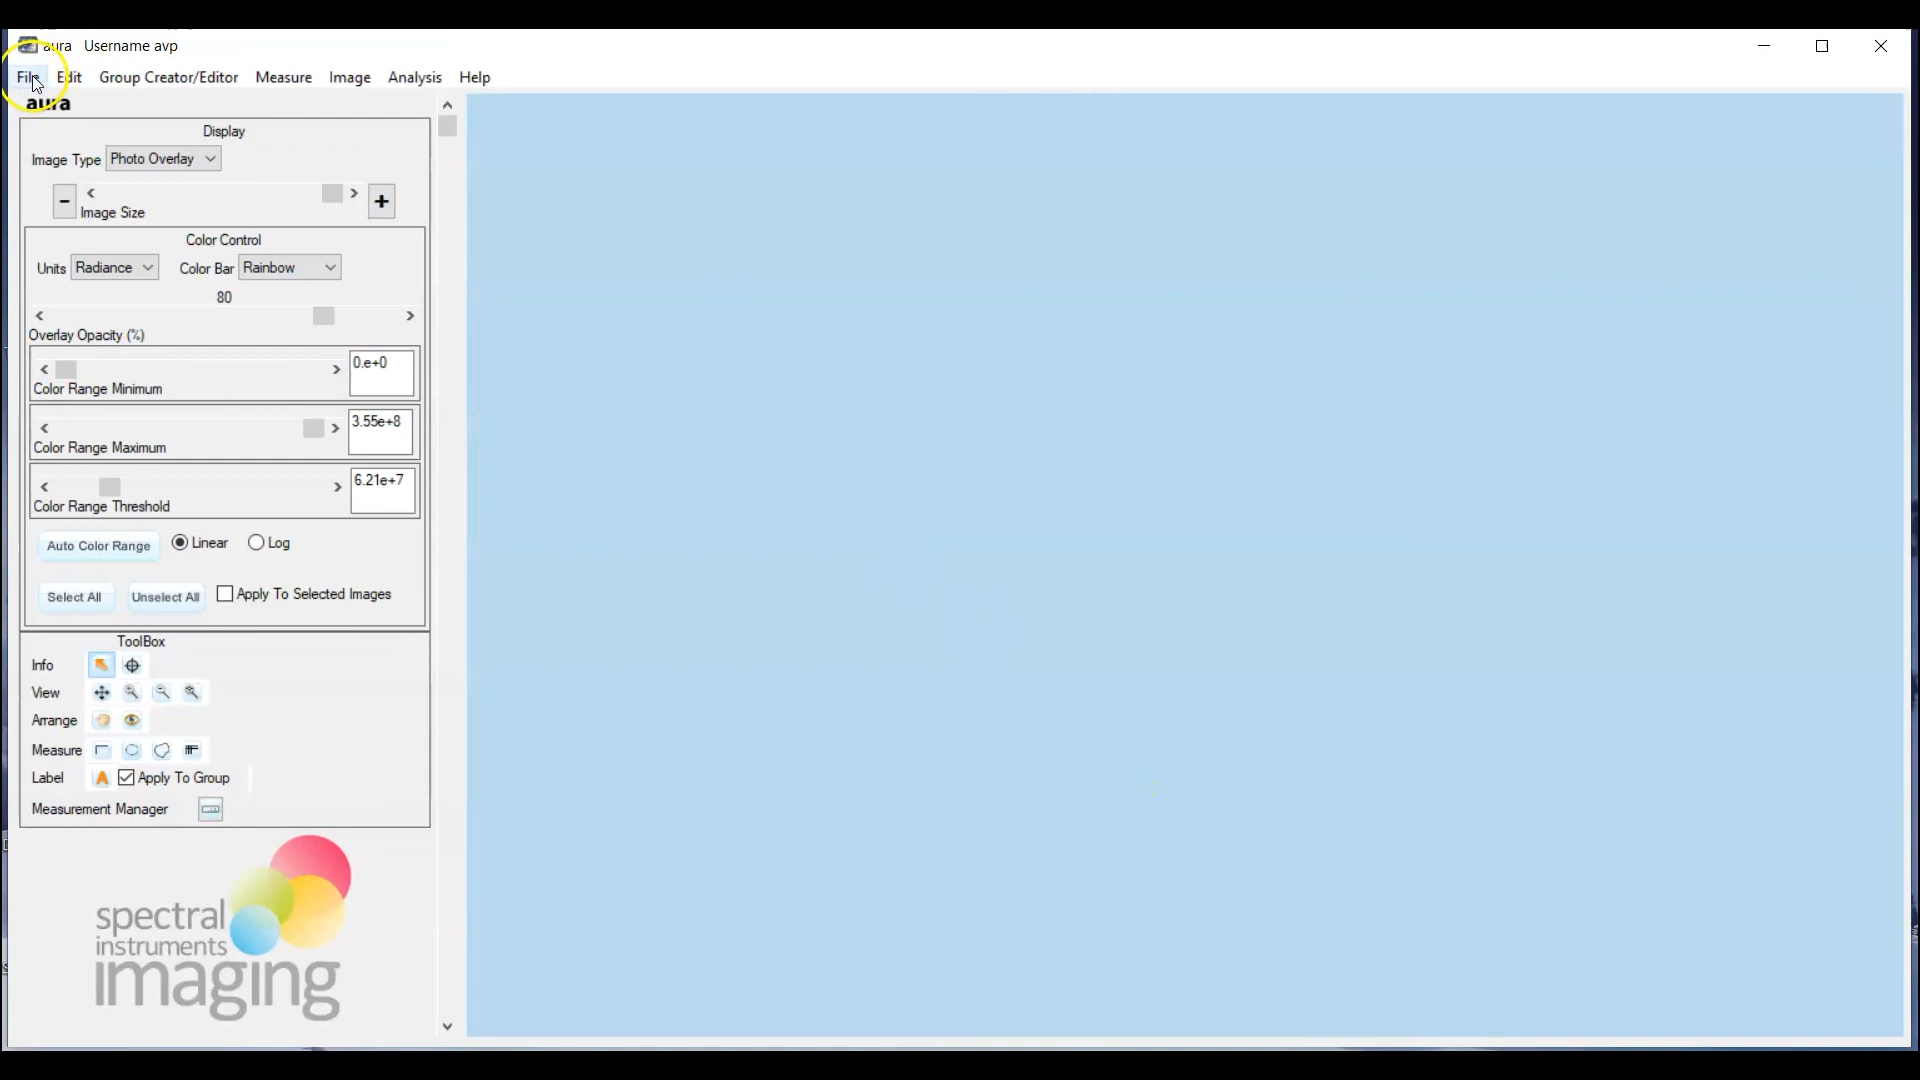 aura Username avp
File Edit Group Creator/Editor Measure Image Analysis Help
aura
Display
Image Type Photo Overlay
- +
Image Size
Color Control
Units Radiance Color Bar Rainbow
80
Overlay Opacity (%)
0.e+0
Color Range Minimum
3.55e+8
Color Range Maximum
6.21e+7
Color Range Threshold
Auto Color Range Linear Log
Select All Unselect All Apply To Selected Images
ToolBox
Info
View
Arrange
Measure
Label A Apply To Group
Measurement Manager
spectral
instruments
imaging